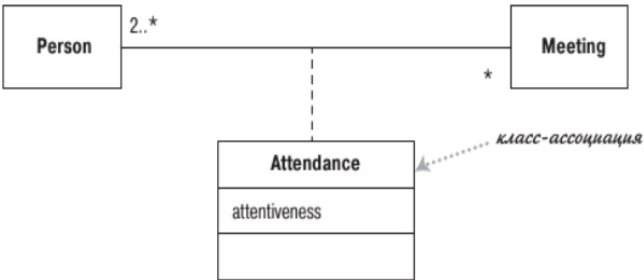 2..*
Person
Meeting
*
класс-ассоциация
Attendance
attentiveness